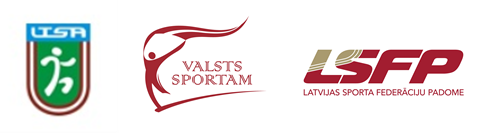 LTSA
VALSTS
SPORTAM
LSFP
LATVIJAS SPORTA FEDERĀCIJU PADOME